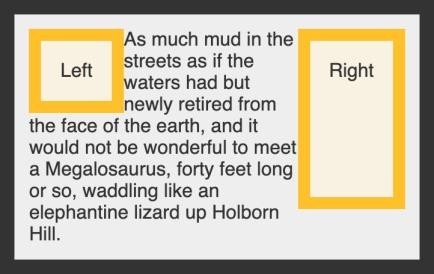 Left
As much mud in the
streets as if the
waters had but
newly retired from
the face of the earth, and it
would not be wonderful to meet
a Megalosaurus, forty feet long
or so, waddling like an
elephantine lizard up Holborn
Hill.
Right